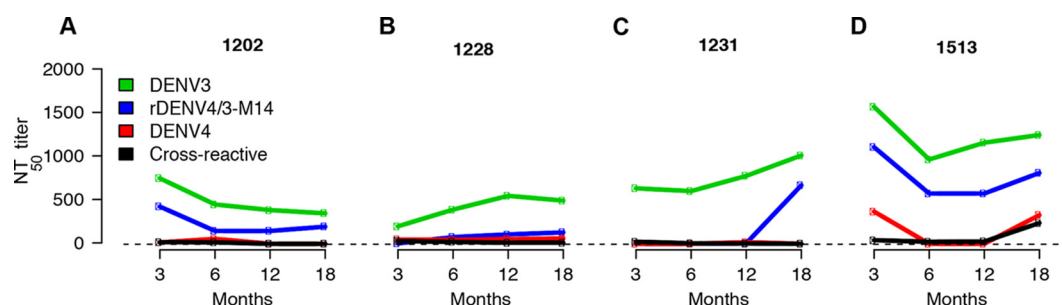 A
1202
B
1228
C
1231
D
1513
NT50 titer
2000
1500
1000
500
0
DENV3
rDENV4/3-M14
DENV4
Cross-reactive
3 6 12 18
Months
3 6 12 18
Months
3 6 12 18
Months
3 6 12 18
Months